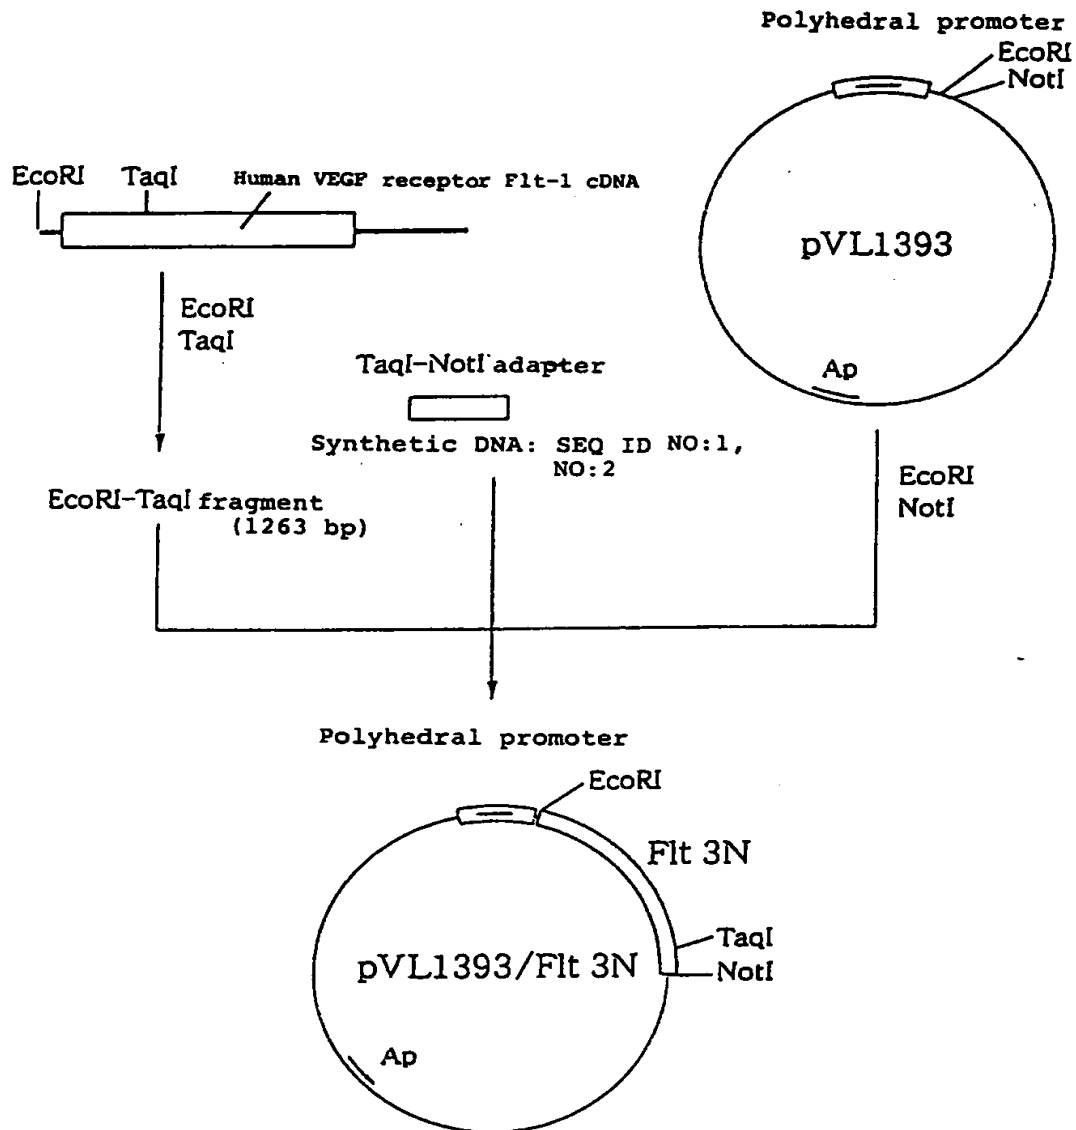 Polyhedral promoter
EcoRI
NotI
EcoRI
TaqI
Human VEGF receptor Flt-1 cDNA
pVL1393
EcoRI
TaqI
TaqI-NotI adapter
Ap
Synthetic DNA: SEQ ID NO:1,
NO:2
EcoRI
NotI
EcoRI-TaqI fragment
(1263 bp)
Polyhedral promoter
EcoRI
Flt 3N
TaqI
NotI
pVL1393/Flt 3N
Ap